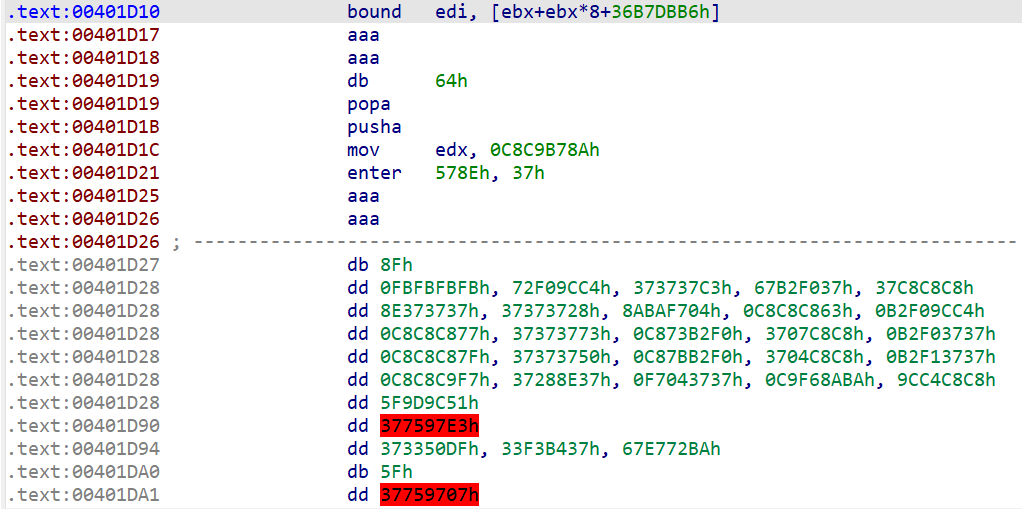 .text:00401D10 bound edi, [ebx+ebx*8+36B7DBB6h]
.text:00401D17 aaa
.text:00401D18 aaa
.text:00401D19 db 64h
.text:00401D19 popa
.text:00401D1B pusha
.text:00401D1C mov edx, 0C8C9B78Ah
.text:00401D21 enter 578Eh, 37h
.text:00401D25 aaa
.text:00401D26 aaa
.text:00401D26 ; ---------------------------------------------------------------------------
.text:00401D27 db 8Fh
.text:00401D28 dd 0FBFBFBFBh, 72F09CC4h, 373737C3h, 67B2F037h, 37C8C8C8h
.text:00401D28 dd 8E373737h, 37373728h, 8ABAF704h, 0C8C8C863h, 0B2F09CC4h
.text:00401D28 dd 0C8C8C877h, 37373773h, 0C873B2F0h, 3707C8C8h, 0B2F03737h
.text:00401D28 dd 0C8C8C87Fh, 37373750h, 0C87BB2F0h, 3704C8C8h, 0B2F13737h
.text:00401D28 dd 0C8C8C9F7h, 37288E37h, 0F7043737h, 0C9F68ABAh, 9CC4C8C8h
.text:00401D28 dd 5F9D9C51h
.text:00401D90 dd 377597E3h
.text:00401D94 dd 373350DFh, 33F3B437h, 67E772BAh
.text:00401DA0 db 5Fh
.text:00401DA1 dd 37759707h